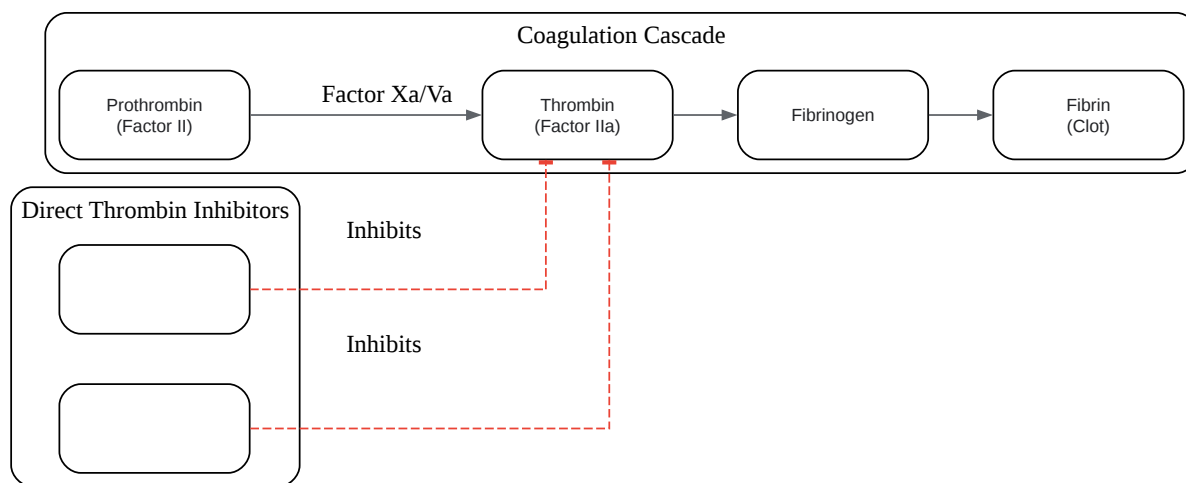 Coagulation Cascade
Prothrombin
(Factor II)
Factor Xa/Va
Thrombin
(Factor IIa)
Fibrinogen
Fibrin
(Clot)
Direct Thrombin Inhibitors
Inhibits
Inhibits